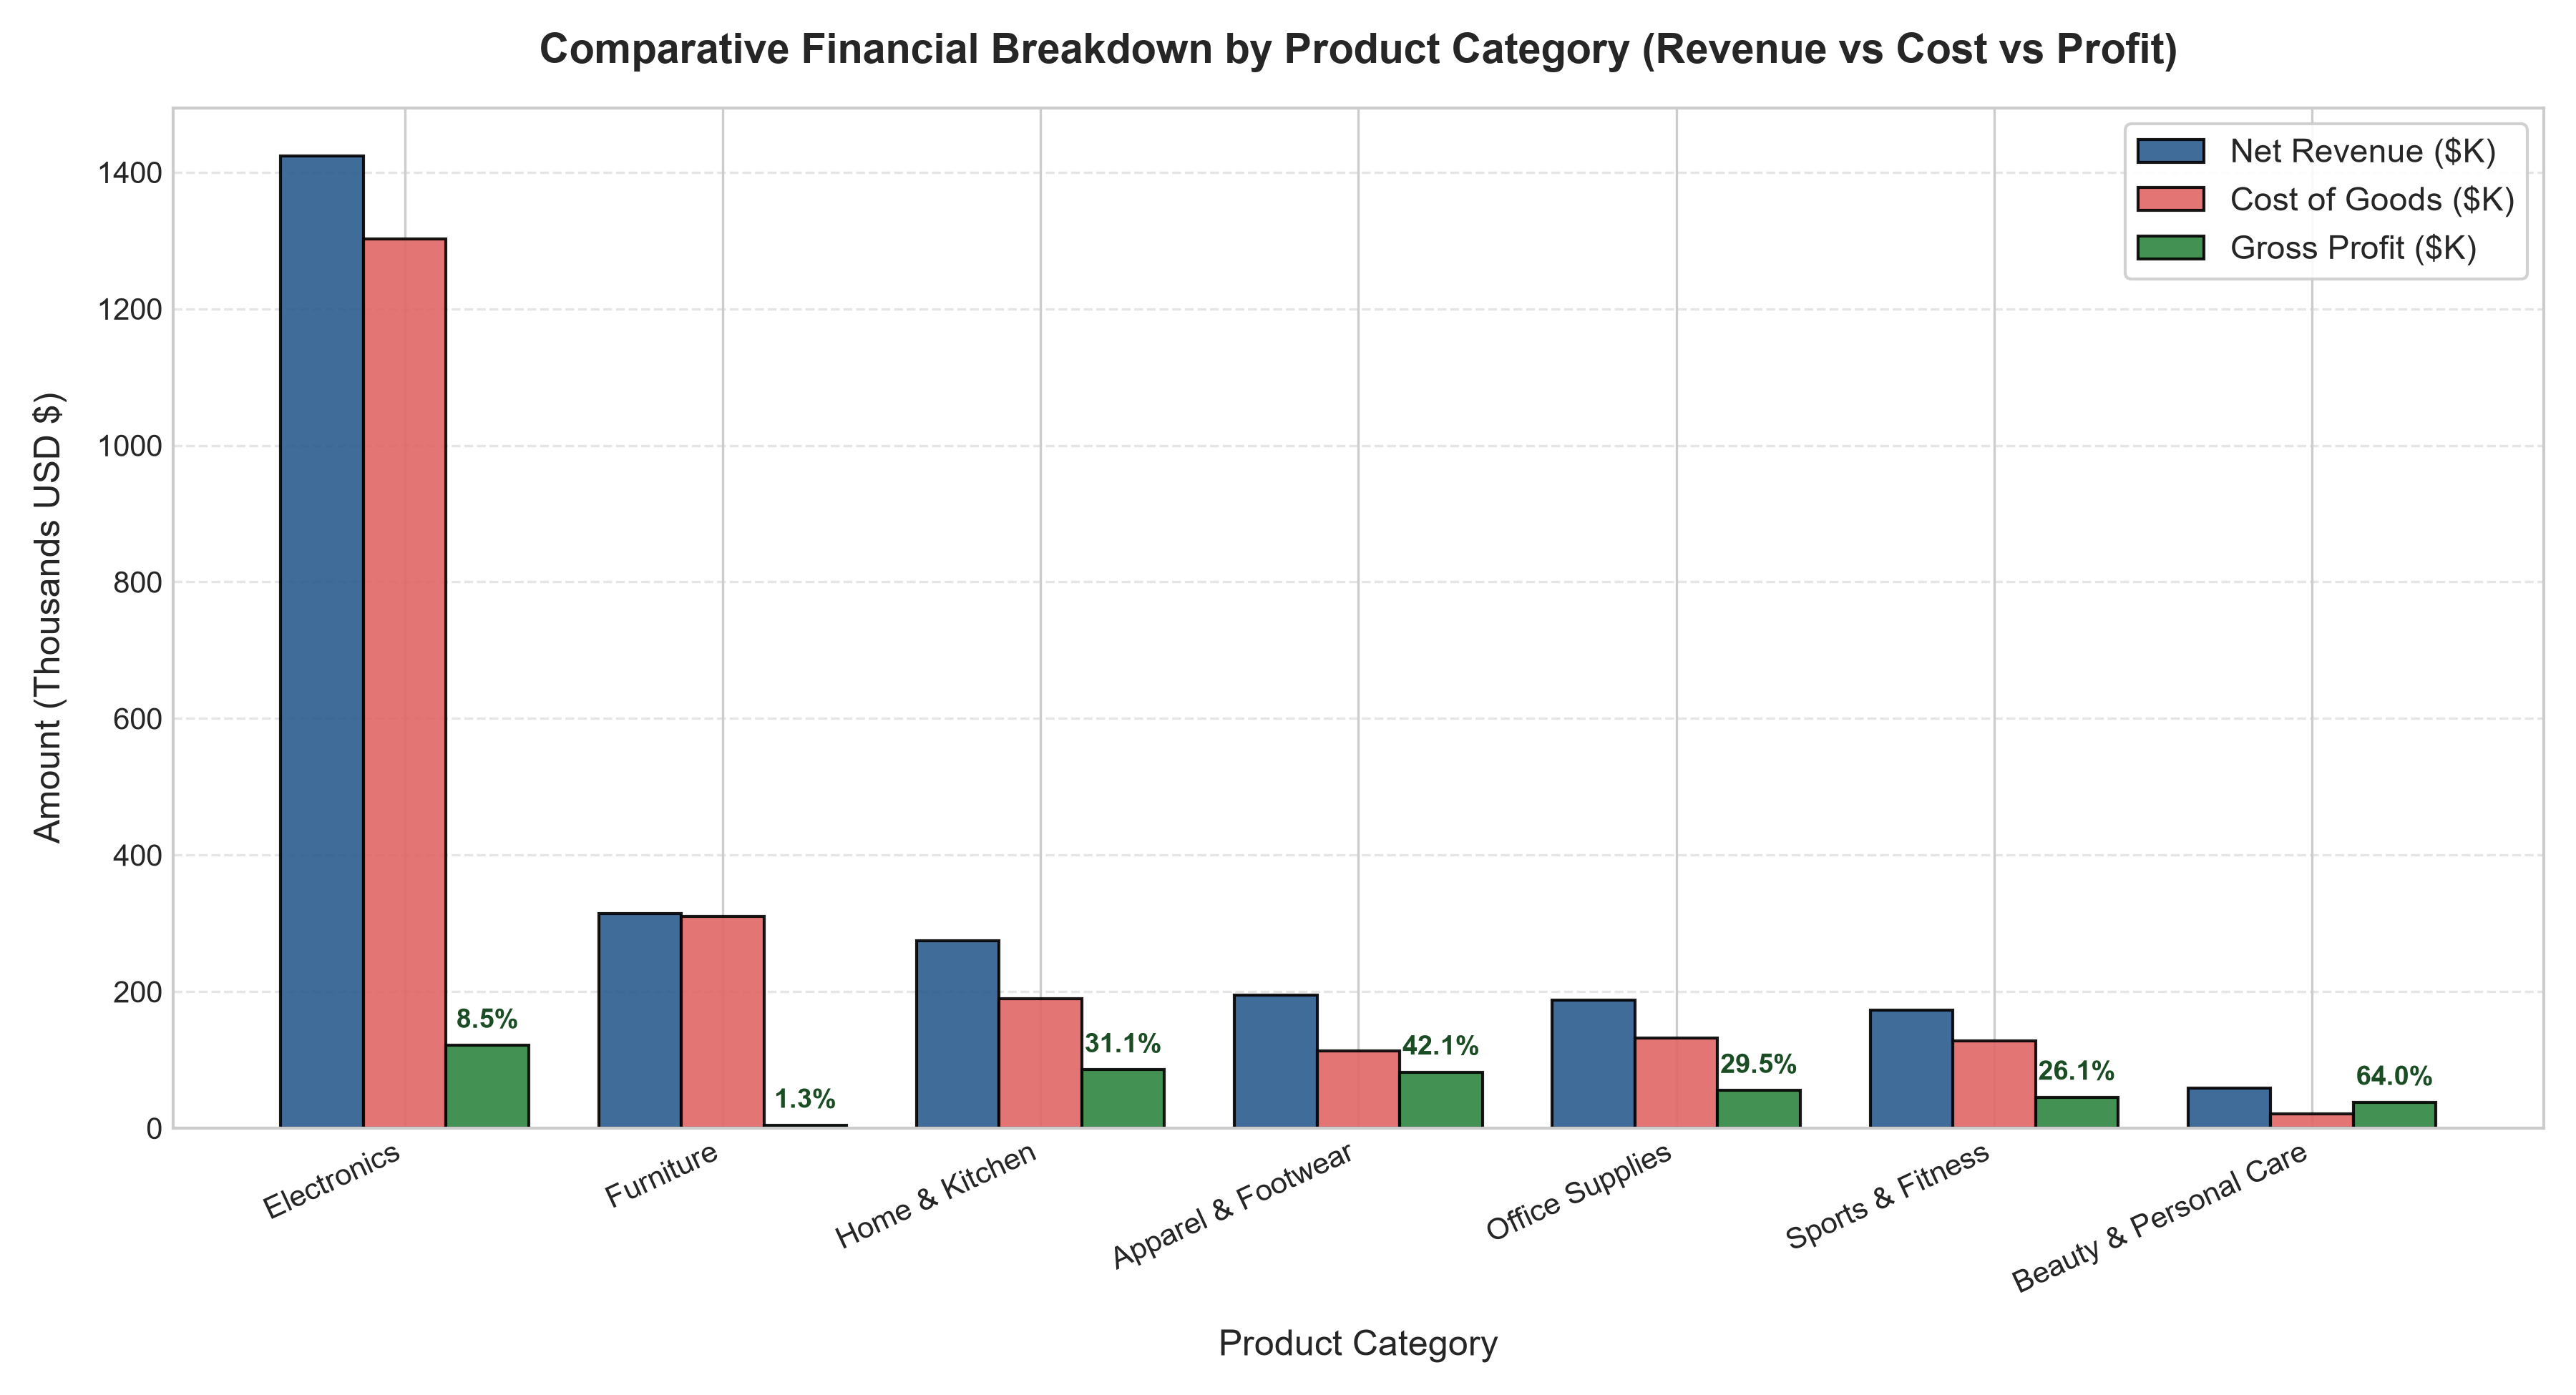 Comparative Financial Breakdown by Product Category (Revenue vs Cost vs Profit)
Net Revenue ($K)
Cost of Goods ($K)
Gross Profit ($K)
Amount (Thousands USD $)
1400
1200
1000
800
600
400
200
0
8.5%
1.3%
31.1%
42.1%
29.5%
26.1%
64.0%
Electronics
Furniture
Home & Kitchen
Apparel & Footwear
Office Supplies
Sports & Fitness
Beauty & Personal Care
Product Category